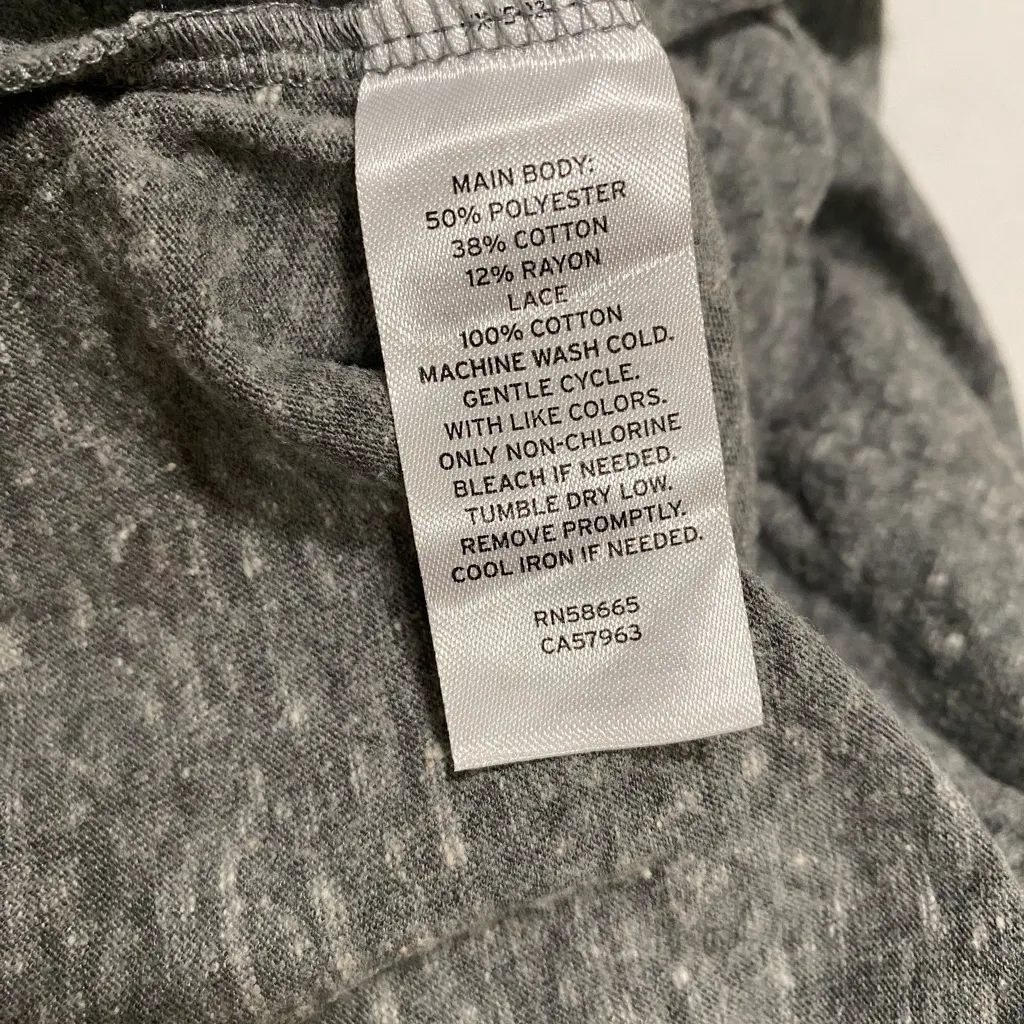 MAIN BODY:
50% POLYESTER
38% COTTON
12% RAYON
LACE
100% COTTON
MACHINE WASH COLD.
GENTLE CYCLE.
WITH LIKE COLORS.
ONLY NON-CHLORINE
BLEACH IF NEEDED.
TUMBLE DRY LOW.
REMOVE PROMPTLY.
COOL IRON IF NEEDED.
RN58665
CA57963